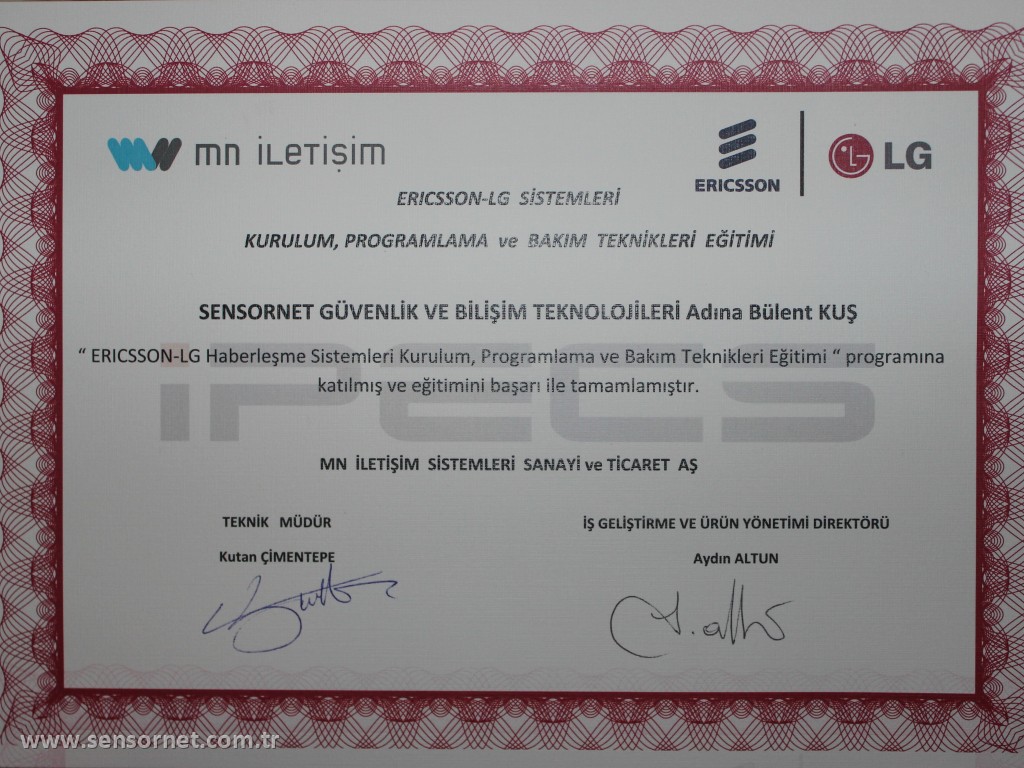 mn iLetişim
ERICSSON
LG
ERICSSON-LG SİSTEMLERİ
KURULUM, PROGRAMLAMA ve BAKIM TEKNİKLERİ EĞİTİMİ
SENSORNET GÜVENLİK VE BİLİŞİM TEKNOLOJİLERİ Adına Bülent KUŞ
“ ERICSSON-LG Haberleşme Sistemleri Kurulum, Programlama ve Bakım Teknikleri Eğitimi “ programına
katılmış ve eğitimini başarı ile tamamlamıştır.
iPECS
MN İLETİŞİM SİSTEMLERİ SANAYİ ve TİCARET AŞ
TEKNİK MÜDÜR
İŞ GELİŞTİRME VE ÜRÜN YÖNETİMİ DİREKTÖRÜ
Kutan ÇİMENTEPE
Aydın ALTUN
www.sensornet.com.tr